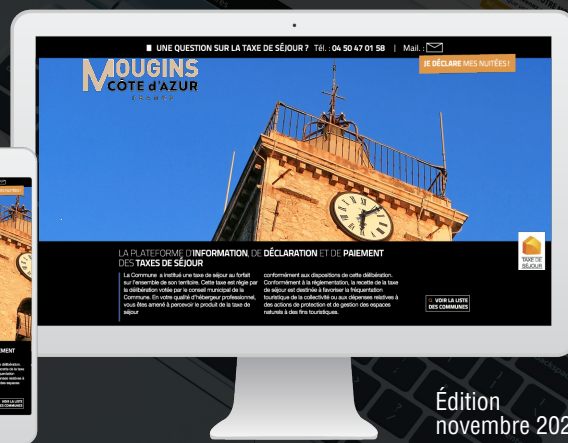 UNE QUESTION SUR LA TAXE DE SÉJOUR ? Tél. : 04 50 47 01 58 | Mail. :
JE DÉCLARE MES NUITÉES !
MOUGINS
CÔTE d'AZUR
FRANCE
LA PLATEFORME D'INFORMATION, DE DÉCLARATION ET DE PAIEMENT
DES TAXES DE SÉJOUR
La Commune a institué une taxe de séjour au forfait
sur l'ensemble de son territoire. Cette taxe est régie par
la délibération votée par le conseil municipal de la
Commune. En votre qualité d'hébergeur professionnel,
vous êtes amené à percevoir le produit de la taxe de
séjour
conformément aux dispositions de cette délibération.
Conformément à la réglementation, la recette de la taxe
de séjour est destinée à favoriser la fréquentation
touristique de la collectivité ou aux dépenses relatives à
des actions de protection et de gestion des espaces
naturels à des fins touristiques.
TAXE DE
SÉJOUR
VOIR LA LISTE
DES COMMUNES
VOIR LA LISTE
DES COMMUNES
Édition
novembre 202